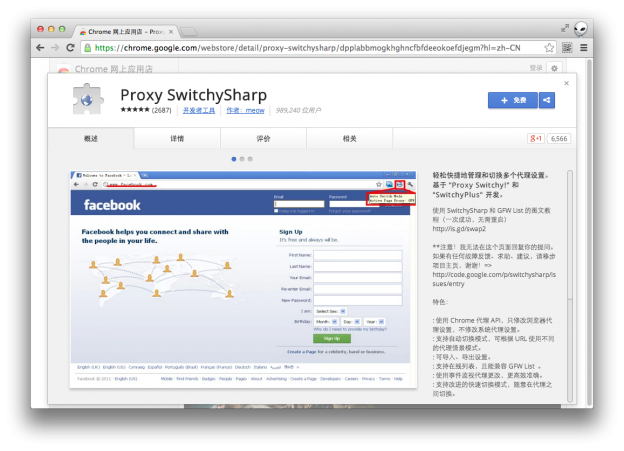 Chrome 网上应用店 - Prox
https://chrome.google.com/webstore/detail/proxy-switchysharp/dpplabbmogkhghncfbfdeeokoefdjegm?hl=zh-CN
Chrome 网上应用店
登录
Proxy SwitchySharp
(2687) 开发者工具 作者：meow 989,240 位用户
+ 免费
概述 详情 评价 相关
g+1 6,566
Welcome to Facebook - L
www.facebook.com
Auto Switch Mode
facebook
Email Password
Keep me logged in Forgot your password?
Facebook helps you connect and share with
the people in your life.
Sign Up
It's free and always will be.
First Name:
Last Name:
Your Email:
Re-enter Email:
New Password:
I am: Select Sex:
Birthday: Month: Day: Year:
Why do I need to provide my birthday?
Sign Up
Create a Page for a celebrity, band or business.
English (UK) English (US) Cymraeg Español Português (Brasil) Français (France) Deutsch Italiano العربية हिन्दी »
Facebook © 2011 English (US)
Mobile Find Friends Badges People Pages About Advertising Create a Page Developers Careers Privacy Terms Help
轻松快捷地管理和切换多个代理设置。
基于 "Proxy Switchy!" 和
"SwitchyPlus" 开发。
使用 SwitchySharp 和 GFW List 的图文教
程（一次成功，无需重启）
http://is.gd/swap2
**注意！我无法在这个页面回复你的提问。
如果有任何故障反馈、求助、建议，请移步
项目主页，谢谢！=>
http://code.google.com/p/switchysharp/is
sues/entry
特色：
: 使用 Chrome 代理 API，只修改浏览器代
理设置，不修改系统代理设置。
: 支持自动切换模式，可根据 URL 使用不同
的代理情景模式。
: 可导入、导出设置。
: 支持在线列表，且能兼容 GFW List 。
: 使用事件监视代理更改，更高效准确。
: 支持改进的快速切换模式，随意在代理之
间切换。